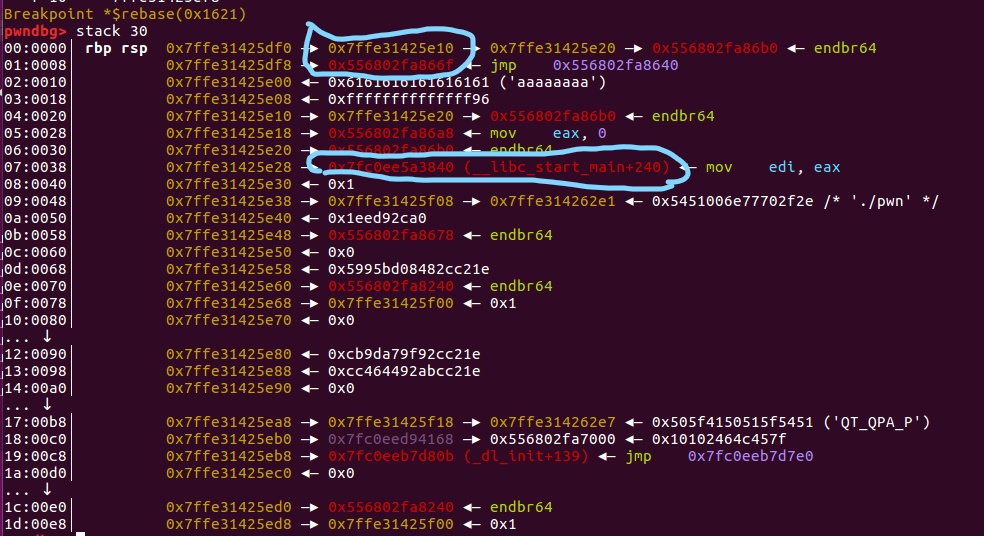 Breakpoint *$rebase(0x1621)
pwndbg> stack 30
00:0000│ rbp rsp 0x7ffe31425df0 —▸ 0x7ffe31425e10 —▸ 0x7ffe31425e20 —▸ 0x556802fa86b0 ◂— endbr64
01:0008│ 0x7ffe31425df8 —▸ 0x556802fa866f ◂— jmp 0x556802fa8640
02:0010│ 0x7ffe31425e00 ◂— 0x6161616161616161 ('aaaaaaaa')
03:0018│ 0x7ffe31425e08 ◂— 0xffffffffffffff96
04:0020│ 0x7ffe31425e10 —▸ 0x7ffe31425e20 —▸ 0x556802fa86b0 ◂— endbr64
05:0028│ 0x7ffe31425e18 —▸ 0x556802fa86a8 ◂— mov eax, 0
06:0030│ 0x7ffe31425e20 —▸ 0x556802fa86b0 ◂— endbr64
07:0038│ 0x7ffe31425e28 —▸ 0x7fc0ee5a3840 (__libc_start_main+240) ◂— mov edi, eax
08:0040│ 0x7ffe31425e30 ◂— 0x1
09:0048│ 0x7ffe31425e38 —▸ 0x7ffe31425f08 —▸ 0x7ffe314262e1 ◂— 0x5451006e77702f2e /* './pwn' */
0a:0050│ 0x7ffe31425e40 ◂— 0x1eed92ca0
0b:0058│ 0x7ffe31425e48 —▸ 0x556802fa8678 ◂— endbr64
0c:0060│ 0x7ffe31425e50 ◂— 0x0
0d:0068│ 0x7ffe31425e58 ◂— 0x5995bd08482cc21e
0e:0070│ 0x7ffe31425e60 —▸ 0x556802fa8240 ◂— endbr64
0f:0078│ 0x7ffe31425e68 —▸ 0x7ffe31425f00 ◂— 0x1
10:0080│ 0x7ffe31425e70 ◂— 0x0
... ↓
12:0090│ 0x7ffe31425e80 ◂— 0xcb9da79f92cc21e
13:0098│ 0x7ffe31425e88 ◂— 0xcc464492abcc21e
14:00a0│ 0x7ffe31425e90 ◂— 0x0
... ↓
17:00b8│ 0x7ffe31425ea8 —▸ 0x7ffe31425f18 —▸ 0x7ffe314262e7 ◂— 0x505f4150515f5451 ('QT_QPA_P')
18:00c0│ 0x7ffe31425eb0 —▸ 0x7fc0eed94168 —▸ 0x556802fa7000 ◂— 0x10102464c457f
19:00c8│ 0x7ffe31425eb8 —▸ 0x7fc0eeb7d80b (_dl_init+139) ◂— jmp 0x7fc0eeb7d7e0
1a:00d0│ 0x7ffe31425ec0 ◂— 0x0
... ↓
1c:00e0│ 0x7ffe31425ed0 —▸ 0x556802fa8240 ◂— endbr64
1d:00e8│ 0x7ffe31425ed8 —▸ 0x7ffe31425f00 ◂— 0x1